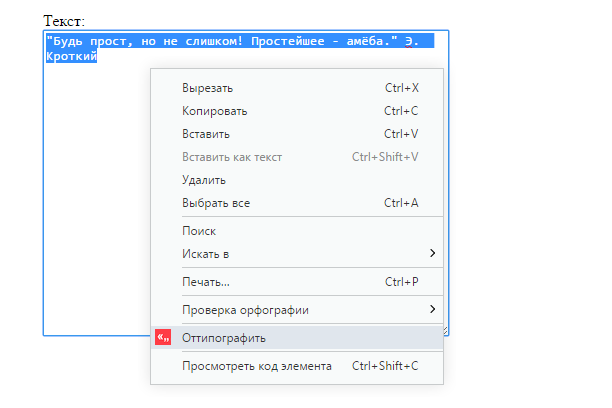 Текст:
"Будь прост, но не слишком! Простейшее - амёба." Э.
Кроткий
Вырезать Ctrl+X
Копировать Ctrl+C
Вставить Ctrl+V
Вставить как текст Ctrl+Shift+V
Удалить
Выбрать все Ctrl+A
Поиск
Искать в
Печать... Ctrl+P
Проверка орфографии
«„ Оттипографить
Просмотреть код элемента Ctrl+Shift+C